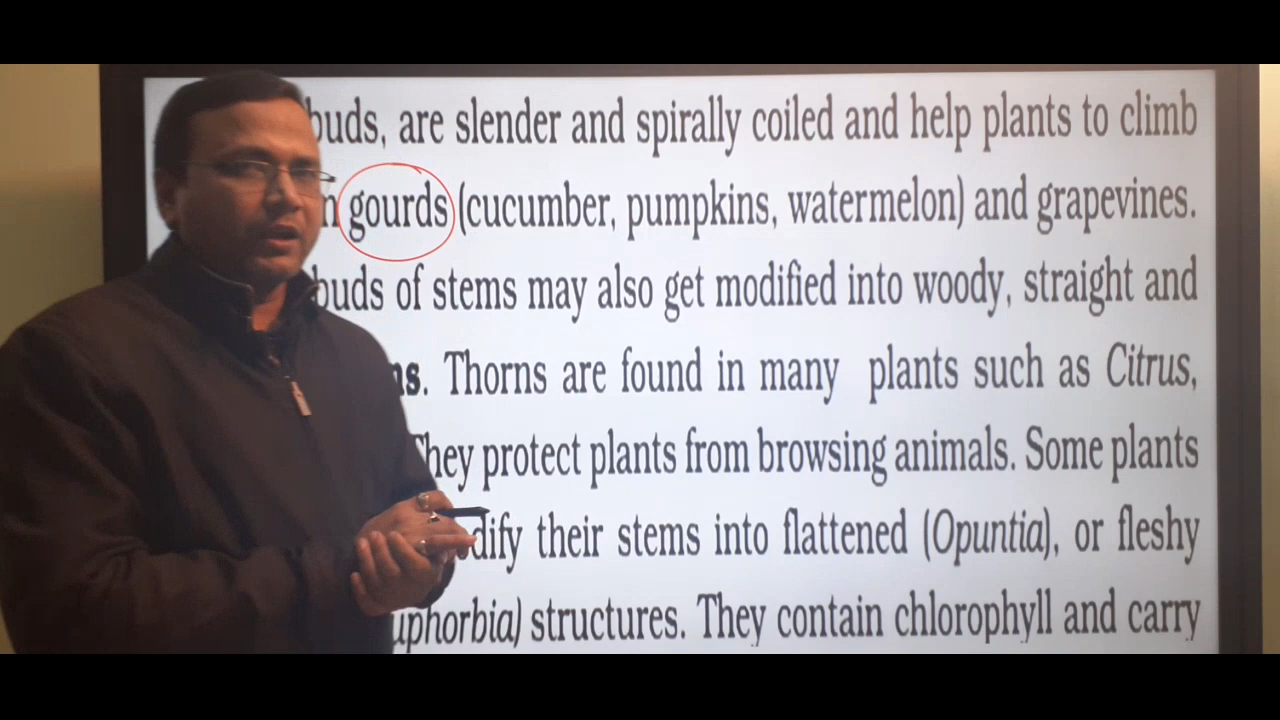 buds, are slender and spirally coiled and help plants to climb
gourds (cucumber, pumpkins, watermelon) and grapevines.
buds of stems may also get modified into woody, straight and
. Thorns are found in many plants such as Citrus,
They protect plants from browsing animals. Some plants
their stems into flattened (Opuntia), or fleshy
uphorbia) structures. They contain chlorophyll and carry